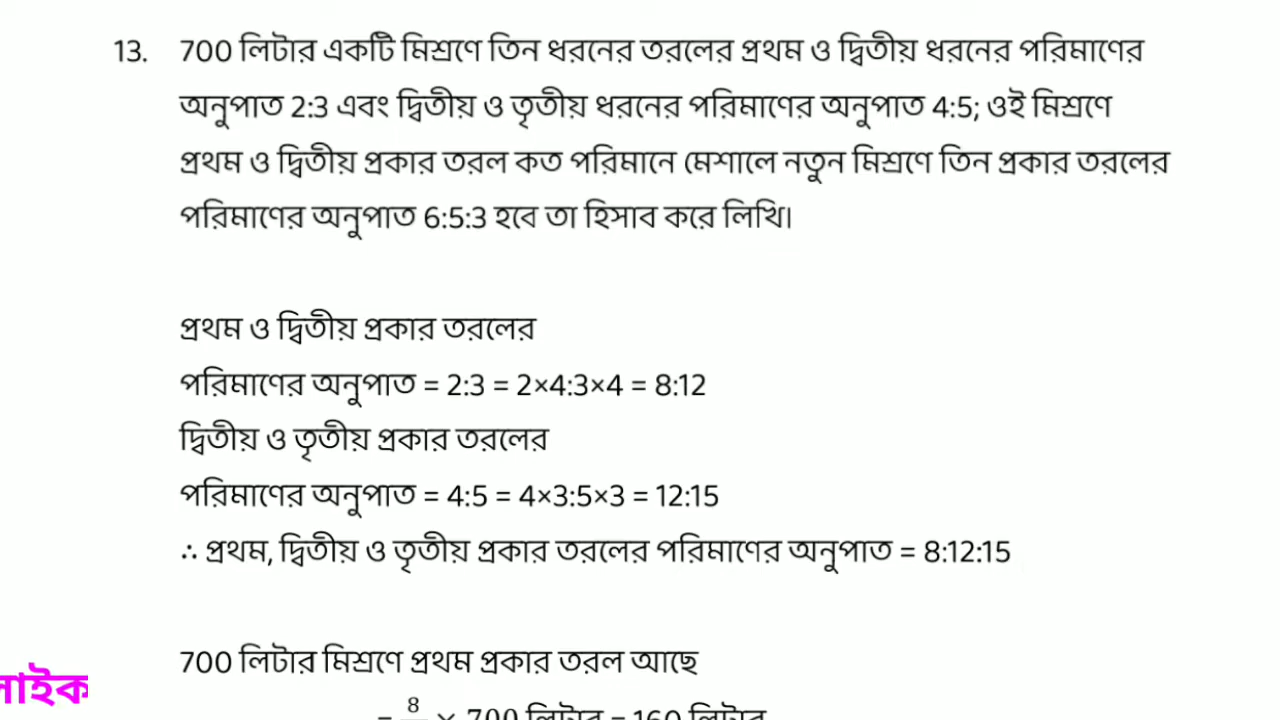 13. 700 লিটার একটি মিশ্রণে তিন ধরনের তরলের প্রথম ও দ্বিতীয় ধরনের পরিমাণের
অনুপাত 2:3 এবং দ্বিতীয় ও তৃতীয় ধরনের পরিমাণের অনুপাত 4:5; ওই মিশ্রণে
প্রথম ও দ্বিতীয় প্রকার তরল কত পরিমানে মেশালে নতুন মিশ্রণে তিন প্রকার তরলের
পরিমাণের অনুপাত 6:5:3 হবে তা হিসাব করে লিখি।
প্রথম ও দ্বিতীয় প্রকার তরলের
পরিমাণের অনুপাত = 2:3 = 2×4:3×4 = 8:12
দ্বিতীয় ও তৃতীয় প্রকার তরলের
পরিমাণের অনুপাত = 4:5 = 4×3:5×3 = 12:15
∴ প্রথম, দ্বিতীয় ও তৃতীয় প্রকার তরলের পরিমাণের অনুপাত = 8:12:15
700 লিটার মিশ্রণে প্রথম প্রকার তরল আছে
= 8 × 700 লিটার = 160 লিটার